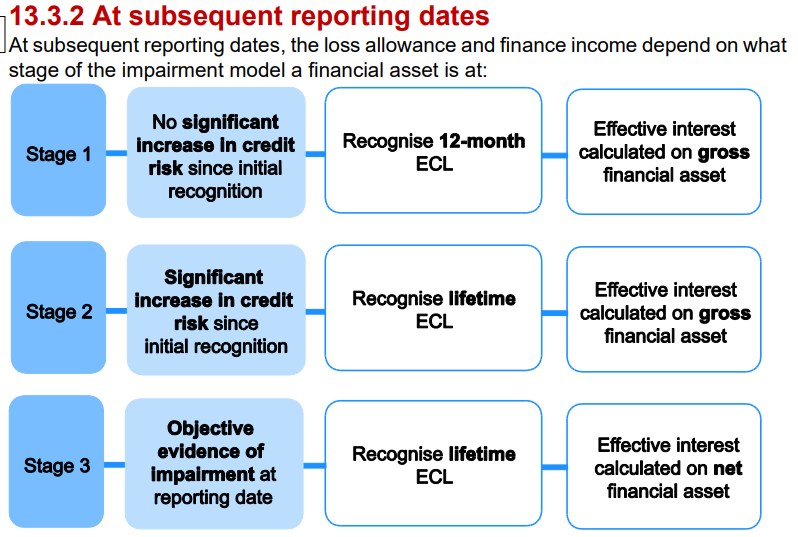 13.3.2 At subsequent reporting dates
At subsequent reporting dates, the loss allowance and finance income depend on what
stage of the impairment model a financial asset is at:
Stage 1
No significant
increase in credit
risk since initial
recognition
Recognise 12-month
ECL
Effective interest
calculated on gross
financial asset
Stage 2
Significant
increase in credit
risk since
initial recognition
Recognise lifetime
ECL
Effective interest
calculated on gross
financial asset
Stage 3
Objective
evidence of
impairment at
reporting date
Recognise lifetime
ECL
Effective interest
calculated on net
financial asset